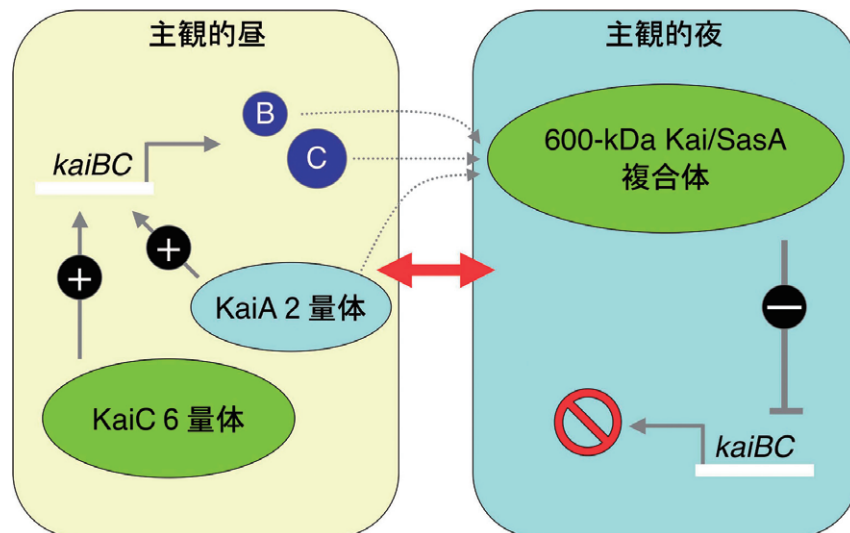 主観的昼
kaiBC
B
C
+
+
KaiA 2 量体
KaiC 6 量体
主観的夜
600-kDa Kai/SasA
複合体
−
kaiBC